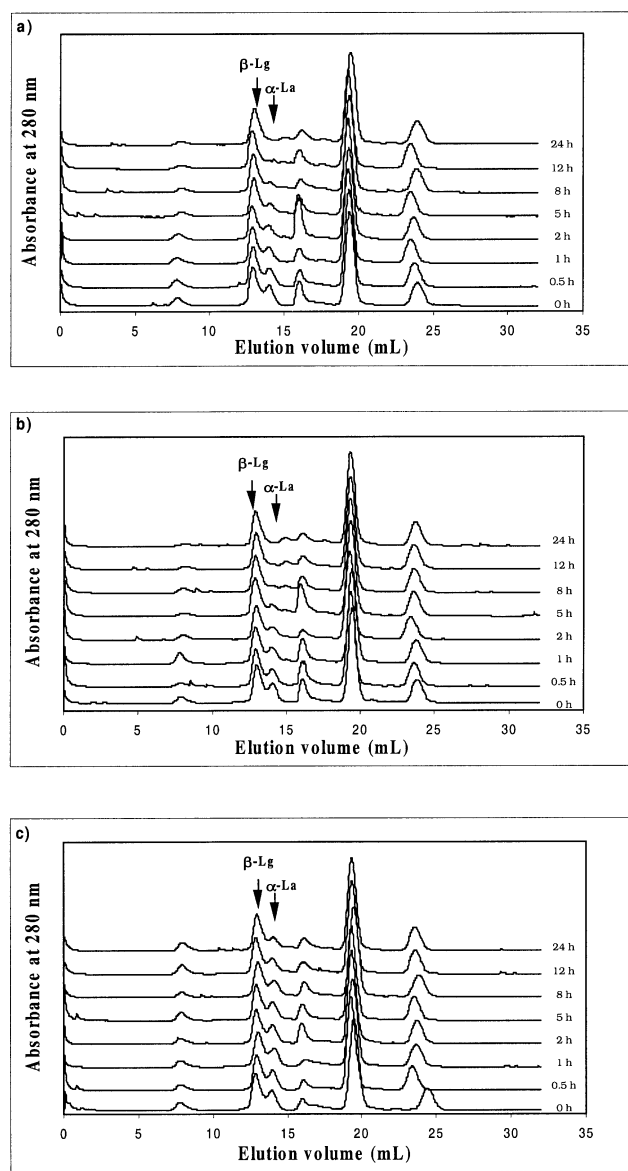 a)
β-Lg
α-La
Absorbance at 280 nm
24 h
12 h
8 h
5 h
2 h
1 h
0.5 h
0 h
0 5 10 15 20 25 30 35
Elution volume (mL)
b)
β-Lg
α-La
Absorbance at 280 nm
24 h
12 h
8 h
5 h
2 h
1 h
0.5 h
0 h
0 5 10 15 20 25 30 35
Elution volume (mL)
c)
β-Lg
α-La
Absorbance at 280 nm
24 h
12 h
8 h
5 h
2 h
1 h
0.5 h
0 h
0 5 10 15 20 25 30 35
Elution volume (mL)